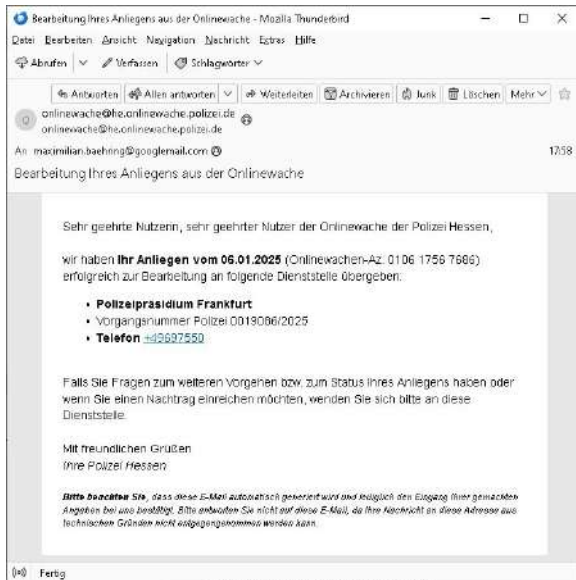 Bearbeitung Ihres Anliegens aus der Onlinewache - Mozilla Thunderbird
Datei Bearbeiten Ansicht Navigation Nachricht Extras Hilfe
Abrufen Verfassen Schlagwörter
Antworten Allen antworten Weiterleiten Archivieren Junk Löschen Mehr
onlinewache@he.onlinewache.polizei.de
onlinewache@he.onlinewache.polizei.de
An maximilian.baehring@googlemail.com 17:58
Bearbeitung Ihres Anliegens aus der Onlinewache
Sehr geehrte Nutzerin, sehr geehrter Nutzer der Onlinewache der Polizei Hessen,
wir haben Ihr Anliegen vom 06.01.2025 (Onlinewachen-Az. 0106 1756 7686)
erfolgreich zur Bearbeitung an folgende Dienststelle übergeben:
• Polizeipräsidium Frankfurt
• Vorgangsnummer Polizei 0019086/2025
• Telefon +49697550
Falls Sie Fragen zum weiteren Vorgehen bzw. zum Status Ihres Anliegens haben oder
wenn Sie einen Nachtrag einreichen möchten, wenden Sie sich bitte an diese
Dienststelle.
Mit freundlichen Grüßen
Ihre Polizei Hessen
Bitte beachten Sie, dass diese E-Mail automatisch generiert wird und lediglich den Eingang Ihrer gemachten
Angaben bei uns bestätigt. Bitte antworten Sie nicht auf diese E-Mail, da Ihre Nachricht an diese Adresse aus
technischen Gründen nicht entgegengenommen werden kann.
Fertig